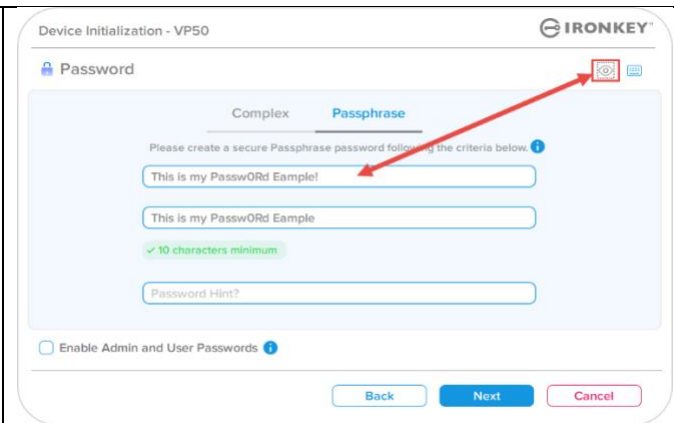 Device Initialization - VP50
IRONKEY™
Password
Complex Passphrase
Please create a secure Passphrase password following the criteria below.
This is my Passw0Rd Eample!
This is my Passw0Rd Eample
✓ 10 characters minimum
Password Hint?
Enable Admin and User Passwords
Back Next Cancel